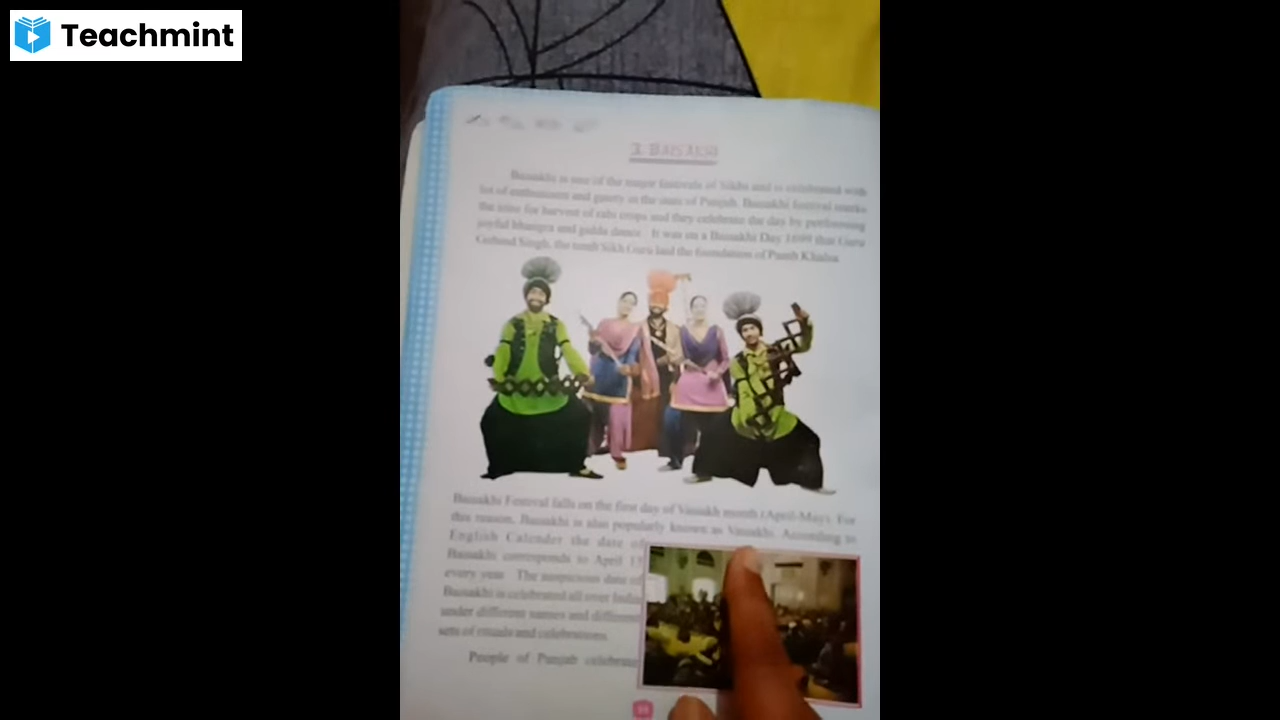 Teachmint
3. BAISAKHI
Baisakhi is one of the major festivals of Sikhs and is celebrated with
lot of enthusiasm and gaiety in the state of Punjab. Baisakhi festival marks
the time for harvest of rabi crops and they celebrate the day by performing
joyful bhangra and gidda dance. It was on a Baisakhi Day 1699 that Guru
Gobind Singh, the tenth Sikh Guru laid the foundation of Panth Khalsa.
Baisakhi Festival falls on the first day of Vaisakh month (April-May). For
this reason, Baisakhi is also popularly known as Vaisakhi. According to
English Calender the date of
Baisakhi corresponds to April 13
every year. The auspicious date of
Baisakhi is celebrated all over India
under different names and different
sets of rituals and celebrations.
People of Punjab celebrate